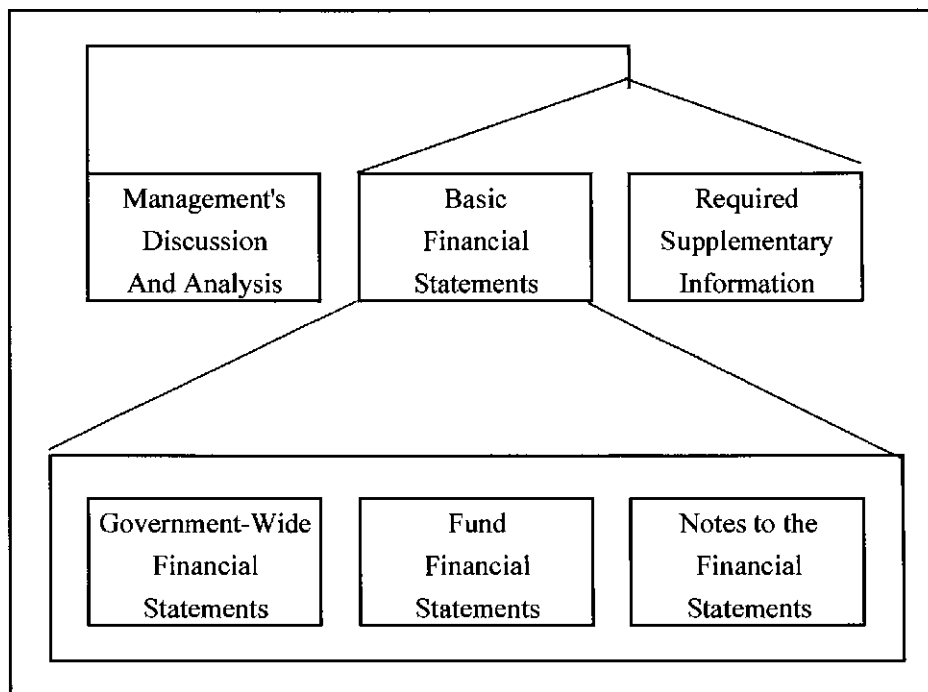 Management's
Discussion
And Analysis
Basic
Financial
Statements
Required
Supplementary
Information
Government-Wide
Financial
Statements
Fund
Financial
Statements
Notes to the
Financial
Statements